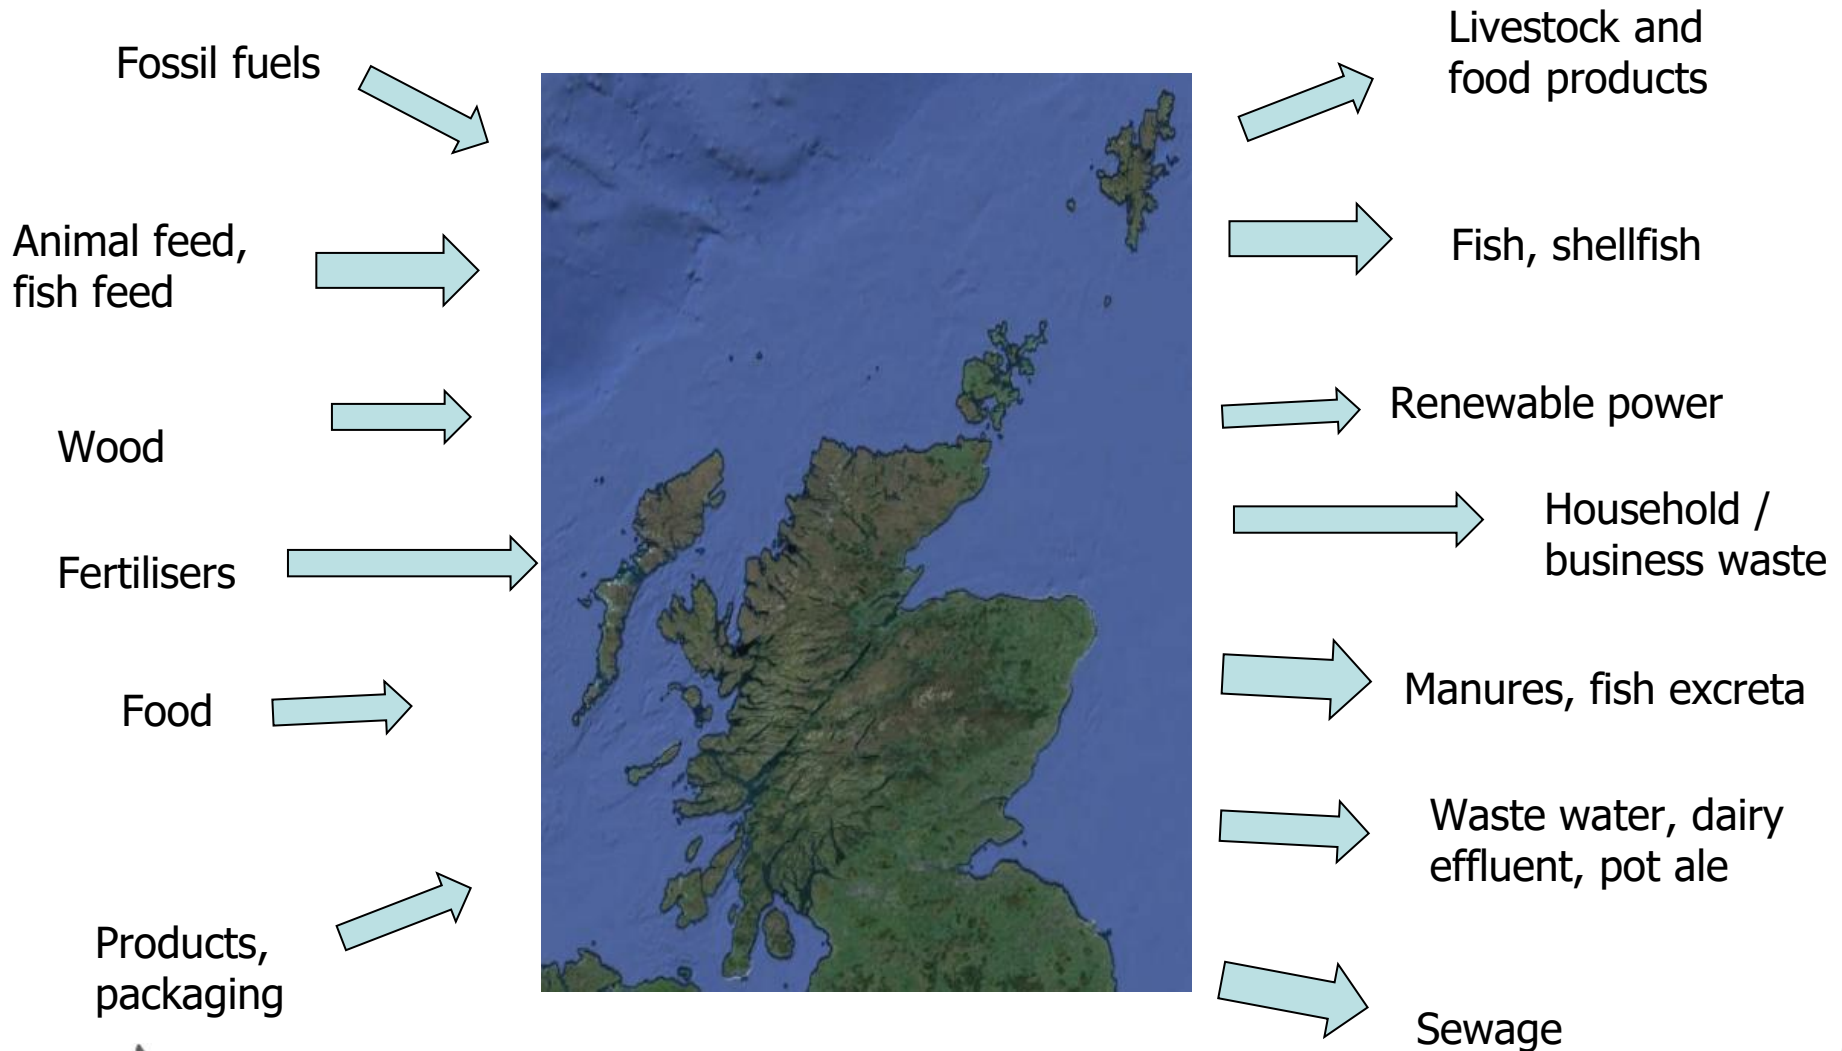 Fossil fuels
Animal feed,
fish feed
Wood
Fertilisers
Food
Products,
packaging
Livestock and
food products
Fish, shellfish
Renewable power
Household /
business waste
Manures, fish excreta
Waste water, dairy
effluent, pot ale
Sewage